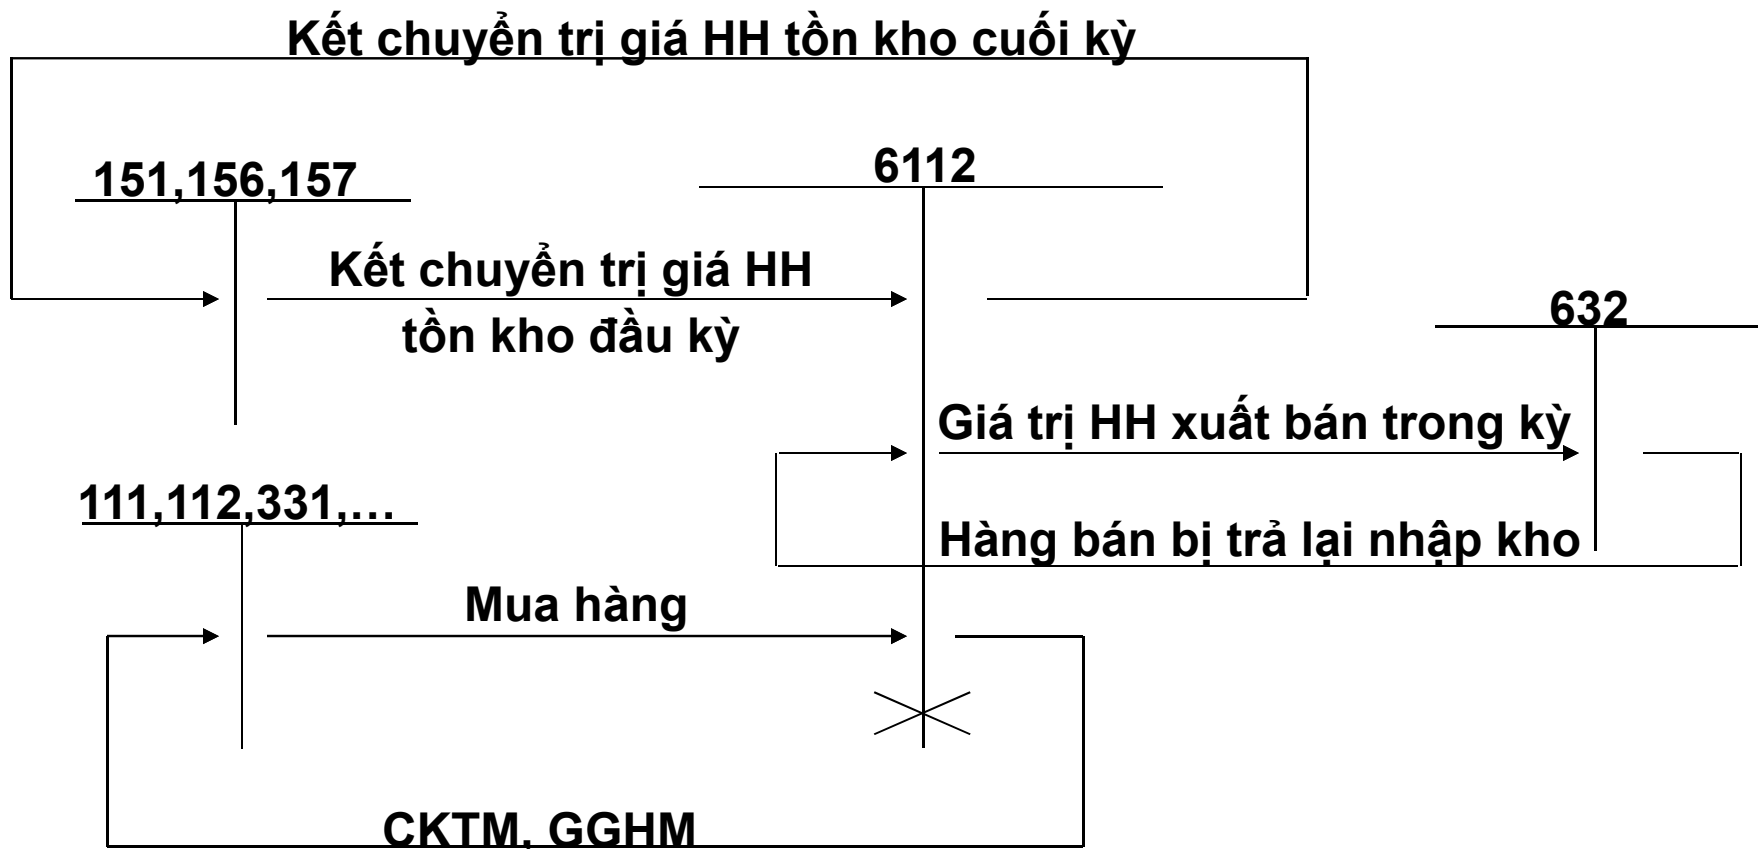 Kết chuyển trị giá HH tồn kho cuối kỳ
151,156,157
6112
Kết chuyển trị giá HH
tồn kho đầu kỳ
632
Giá trị HH xuất bán trong kỳ
111,112,331,…
Hàng bán bị trả lại nhập kho
Mua hàng
CKTM, GGHM